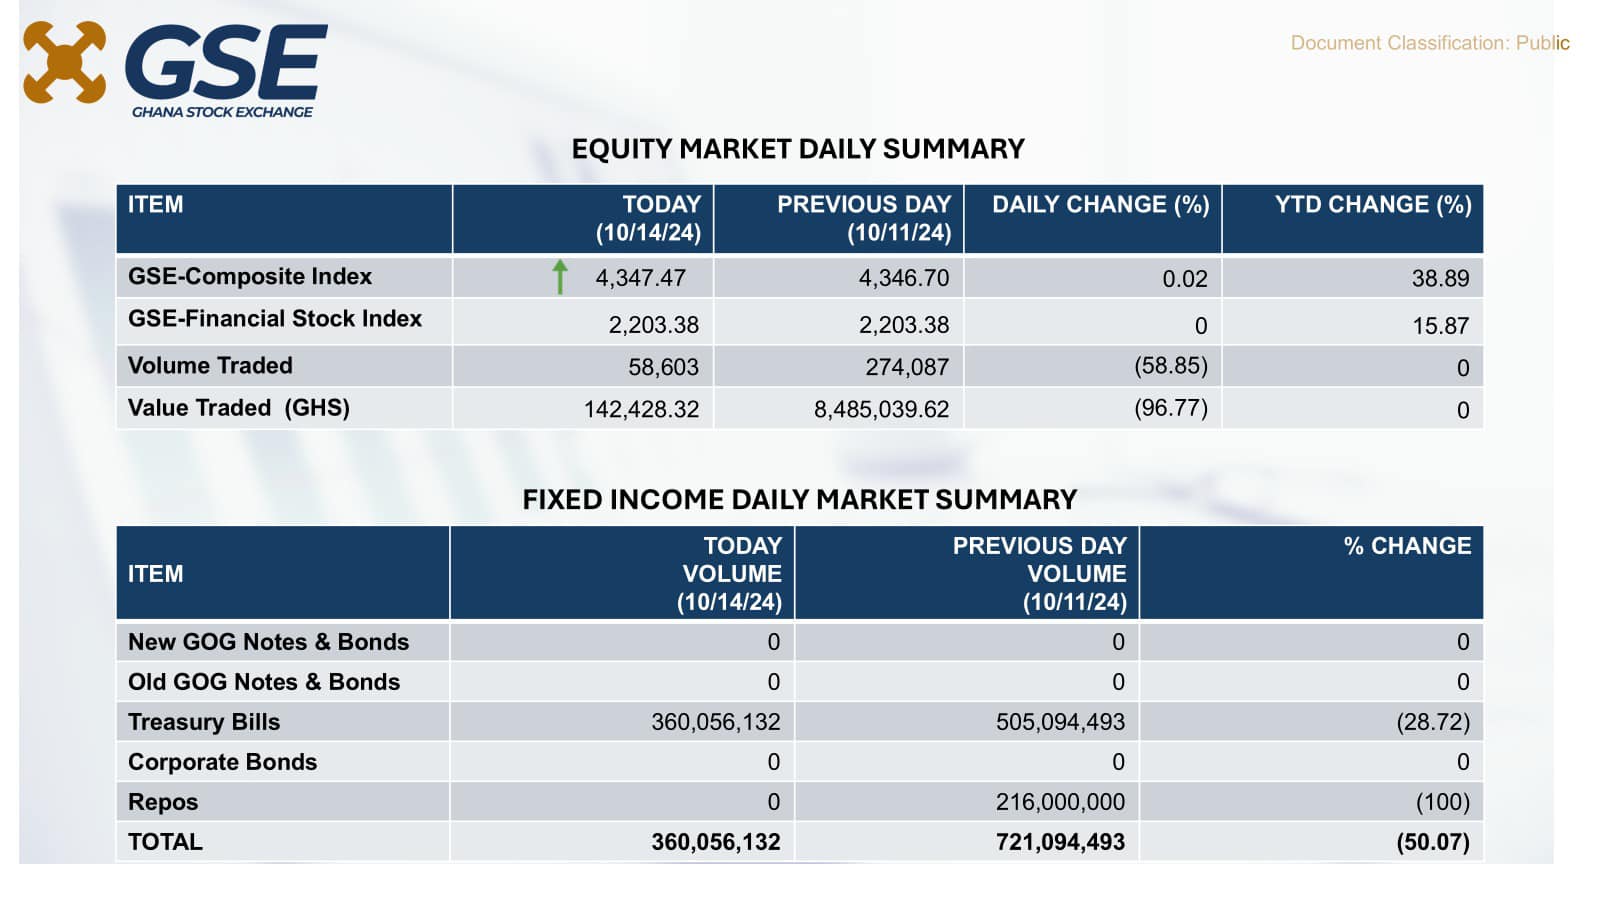 GSE
GHANA STOCK EXCHANGE
Document Classification: Public
EQUITY MARKET DAILY SUMMARY
ITEM TODAY (10/14/24) PREVIOUS DAY (10/11/24) DAILY CHANGE (%) YTD CHANGE (%)
GSE-Composite Index 4,347.47 4,346.70 0.02 38.89
GSE-Financial Stock Index 2,203.38 2,203.38 0 15.87
Volume Traded 58,603 274,087 (58.85) 0
Value Traded (GHS) 142,428.32 8,485,039.62 (96.77) 0
FIXED INCOME DAILY MARKET SUMMARY
ITEM TODAY VOLUME (10/14/24) PREVIOUS DAY VOLUME (10/11/24) % CHANGE
New GOG Notes & Bonds 0 0 0
Old GOG Notes & Bonds 0 0 0
Treasury Bills 360,056,132 505,094,493 (28.72)
Corporate Bonds 0 0 0
Repos 0 216,000,000 (100)
TOTAL 360,056,132 721,094,493 (50.07)